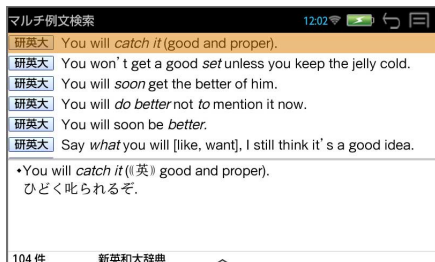 マルチ例文検索 12:02
研英大 You will catch it (good and proper).
研英大 You won't get a good set unless you keep the jelly cold.
研英大 You will soon get the better of him.
研英大 You will do better not to mention it now.
研英大 You will soon be better.
研英大 Say what you will [like, want], I still think it's a good idea.
◆You will catch it (《英》 good and proper).
ひどく叱られるぞ.
104 件 新英和大辞典